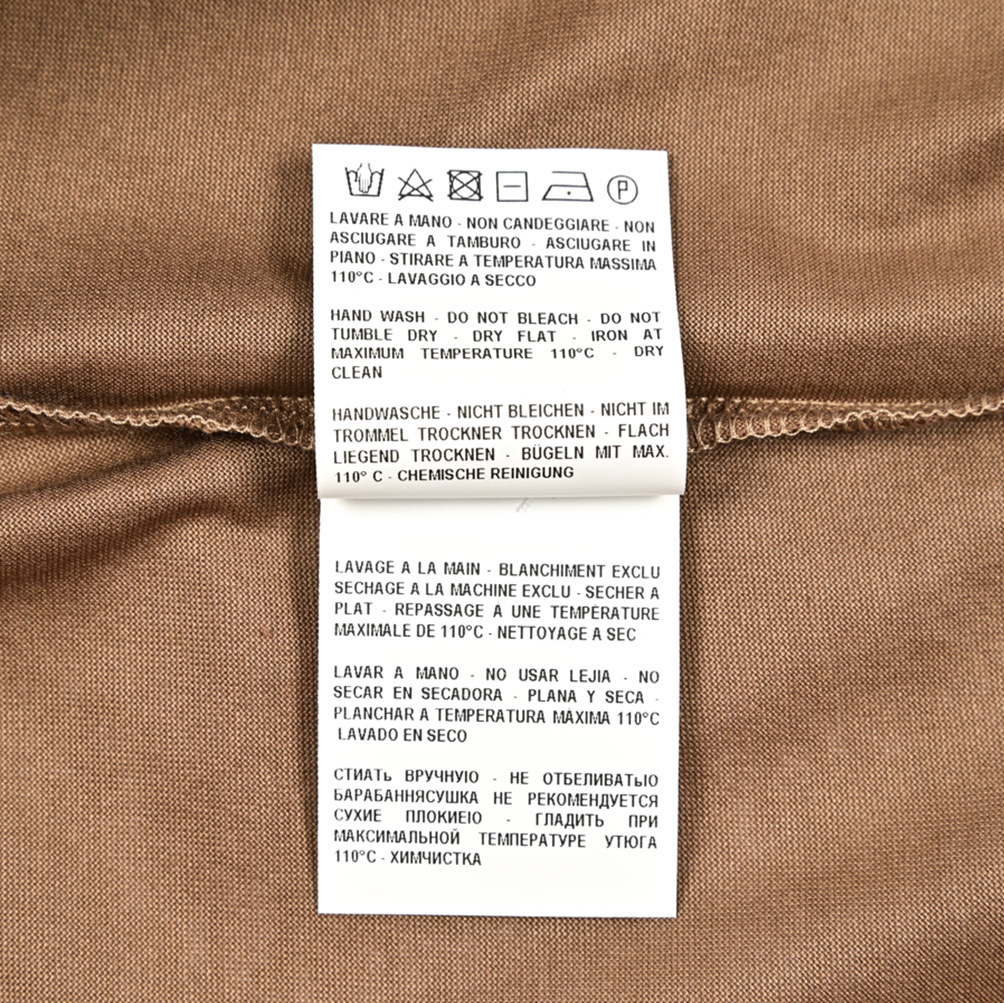 P
LAVARE A MANO - NON CANDEGGIARE - NON
ASCIUGARE A TAMBURO - ASCIUGARE IN
PIANO - STIRARE A TEMPERATURA MASSIMA
110°C - LAVAGGIO A SECCO
HAND WASH - DO NOT BLEACH - DO NOT
TUMBLE DRY - DRY FLAT - IRON AT
MAXIMUM TEMPERATURE 110°C - DRY
CLEAN
HANDWASCHE - NICHT BLEICHEN - NICHT IM
TROMMEL TROCKNER TROCKNEN - FLACH
LIEGEND TROCKNEN - BÜGELN MIT MAX.
110° C - CHEMISCHE REINIGUNG
LAVAGE A LA MAIN - BLANCHIMENT EXCLU
SECHAGE A LA MACHINE EXCLU - SECHER A
PLAT - REPASSAGE A UNE TEMPERATURE
MAXIMALE DE 110°C - NETTOYAGE A SEC
LAVAR A MANO - NO USAR LEJIA - NO
SECAR EN SECADORA - PLANA Y SECA -
PLANCHAR A TEMPERATURA MAXIMA 110°C
LAVADO EN SECO
СТИАТЬ ВРУЧНУЮ - НЕ ОТБЕЛИВАТЬЮ
БАРАБАННЯСУШКА НЕ РЕКОМЕНДУЕТСЯ
СУХИЕ ПЛОКИЕІО - ГЛАДИТЬ ПРИ
МАКСИМАЛЬНОЙ ТЕМПЕРАТУРЕ УТЮГА
110°С - ХИМЧИСТКА